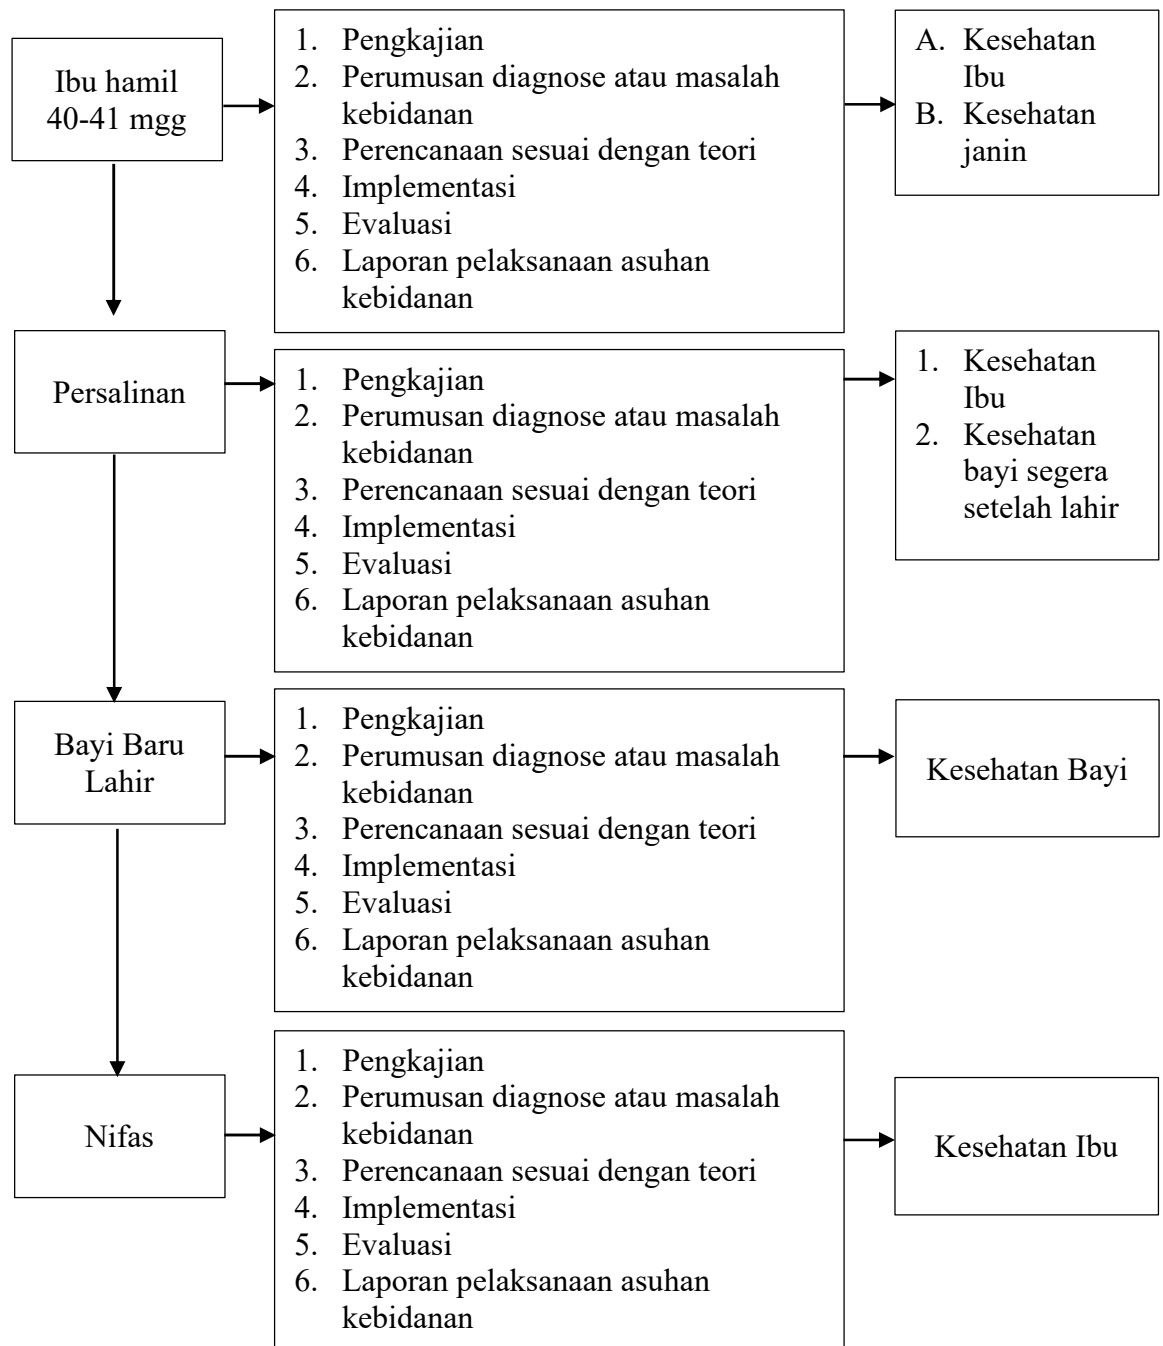 Ibu hamil
40-41 mgg
1. Pengkajian
2. Perumusan diagnose atau masalah
kebidanan
3. Perencanaan sesuai dengan teori
4. Implementasi
5. Evaluasi
6. Laporan pelaksanaan asuhan
kebidanan
A. Kesehatan
Ibu
B. Kesehatan
janin
Persalinan
1. Pengkajian
2. Perumusan diagnose atau masalah
kebidanan
3. Perencanaan sesuai dengan teori
4. Implementasi
5. Evaluasi
6. Laporan pelaksanaan asuhan
kebidanan
1. Kesehatan
Ibu
2. Kesehatan
bayi segera
setelah lahir
Bayi Baru
Lahir
1. Pengkajian
2. Perumusan diagnose atau masalah
kebidanan
3. Perencanaan sesuai dengan teori
4. Implementasi
5. Evaluasi
6. Laporan pelaksanaan asuhan
kebidanan
Kesehatan Bayi
Nifas
1. Pengkajian
2. Perumusan diagnose atau masalah
kebidanan
3. Perencanaan sesuai dengan teori
4. Implementasi
5. Evaluasi
6. Laporan pelaksanaan asuhan
kebidanan
Kesehatan Ibu